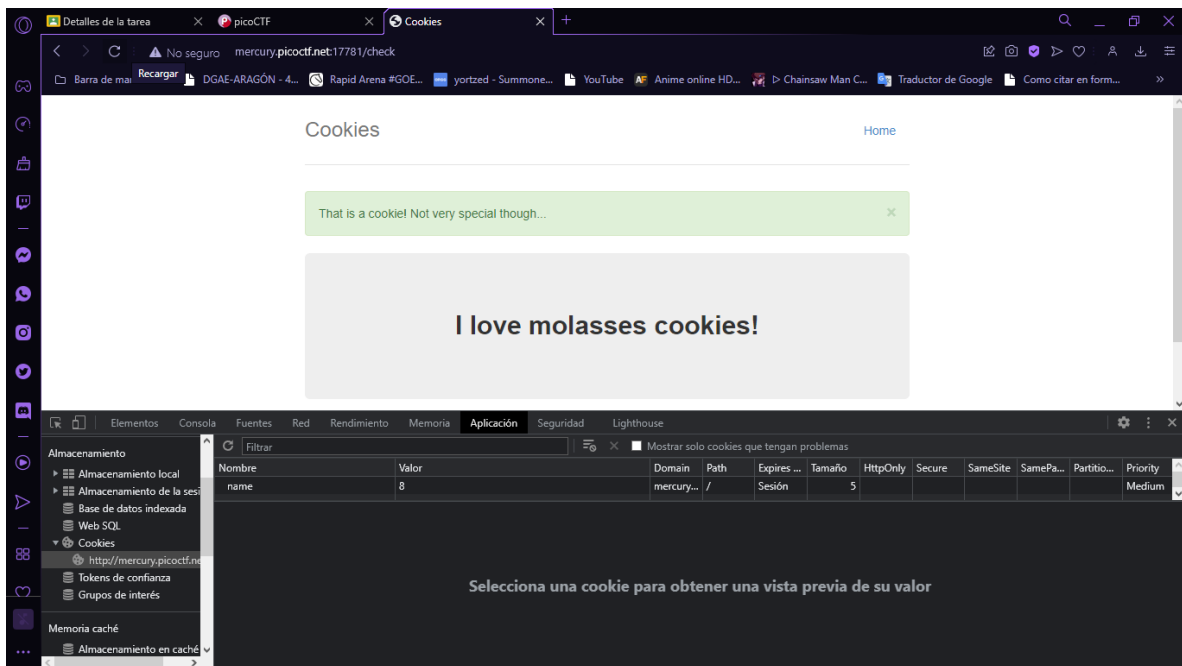 Detalles de la tarea picoCTF Cookies
No seguro mercury.picoctf.net:17781/check
Barra de mar Recargar DGAE-ARAGÓN - 4... Rapid Arena #GOE... yortzed - Summone... YouTube Anime online HD... ▷ Chainsaw Man C... Traductor de Google Como citar en form... »
Cookies Home
That is a cookie! Not very special though... ×
I love molasses cookies!
Elementos Consola Fuentes Red Rendimiento Memoria Aplicación Seguridad Lighthouse
Almacenamiento
Almacenamiento local
Almacenamiento de la sesi
Base de datos indexada
Web SQL
Cookies
http://mercury.picoctf.ne
Tokens de confianza
Grupos de interés
Memoria caché
Almacenamiento en caché
Filtrar Mostrar solo cookies que tengan problemas
Nombre Valor Domain Path Expires ... Tamaño HttpOnly Secure SameSite SamePa... Partitio... Priority
name 8 mercury... / Sesión 5 Medium
Selecciona una cookie para obtener una vista previa de su valor